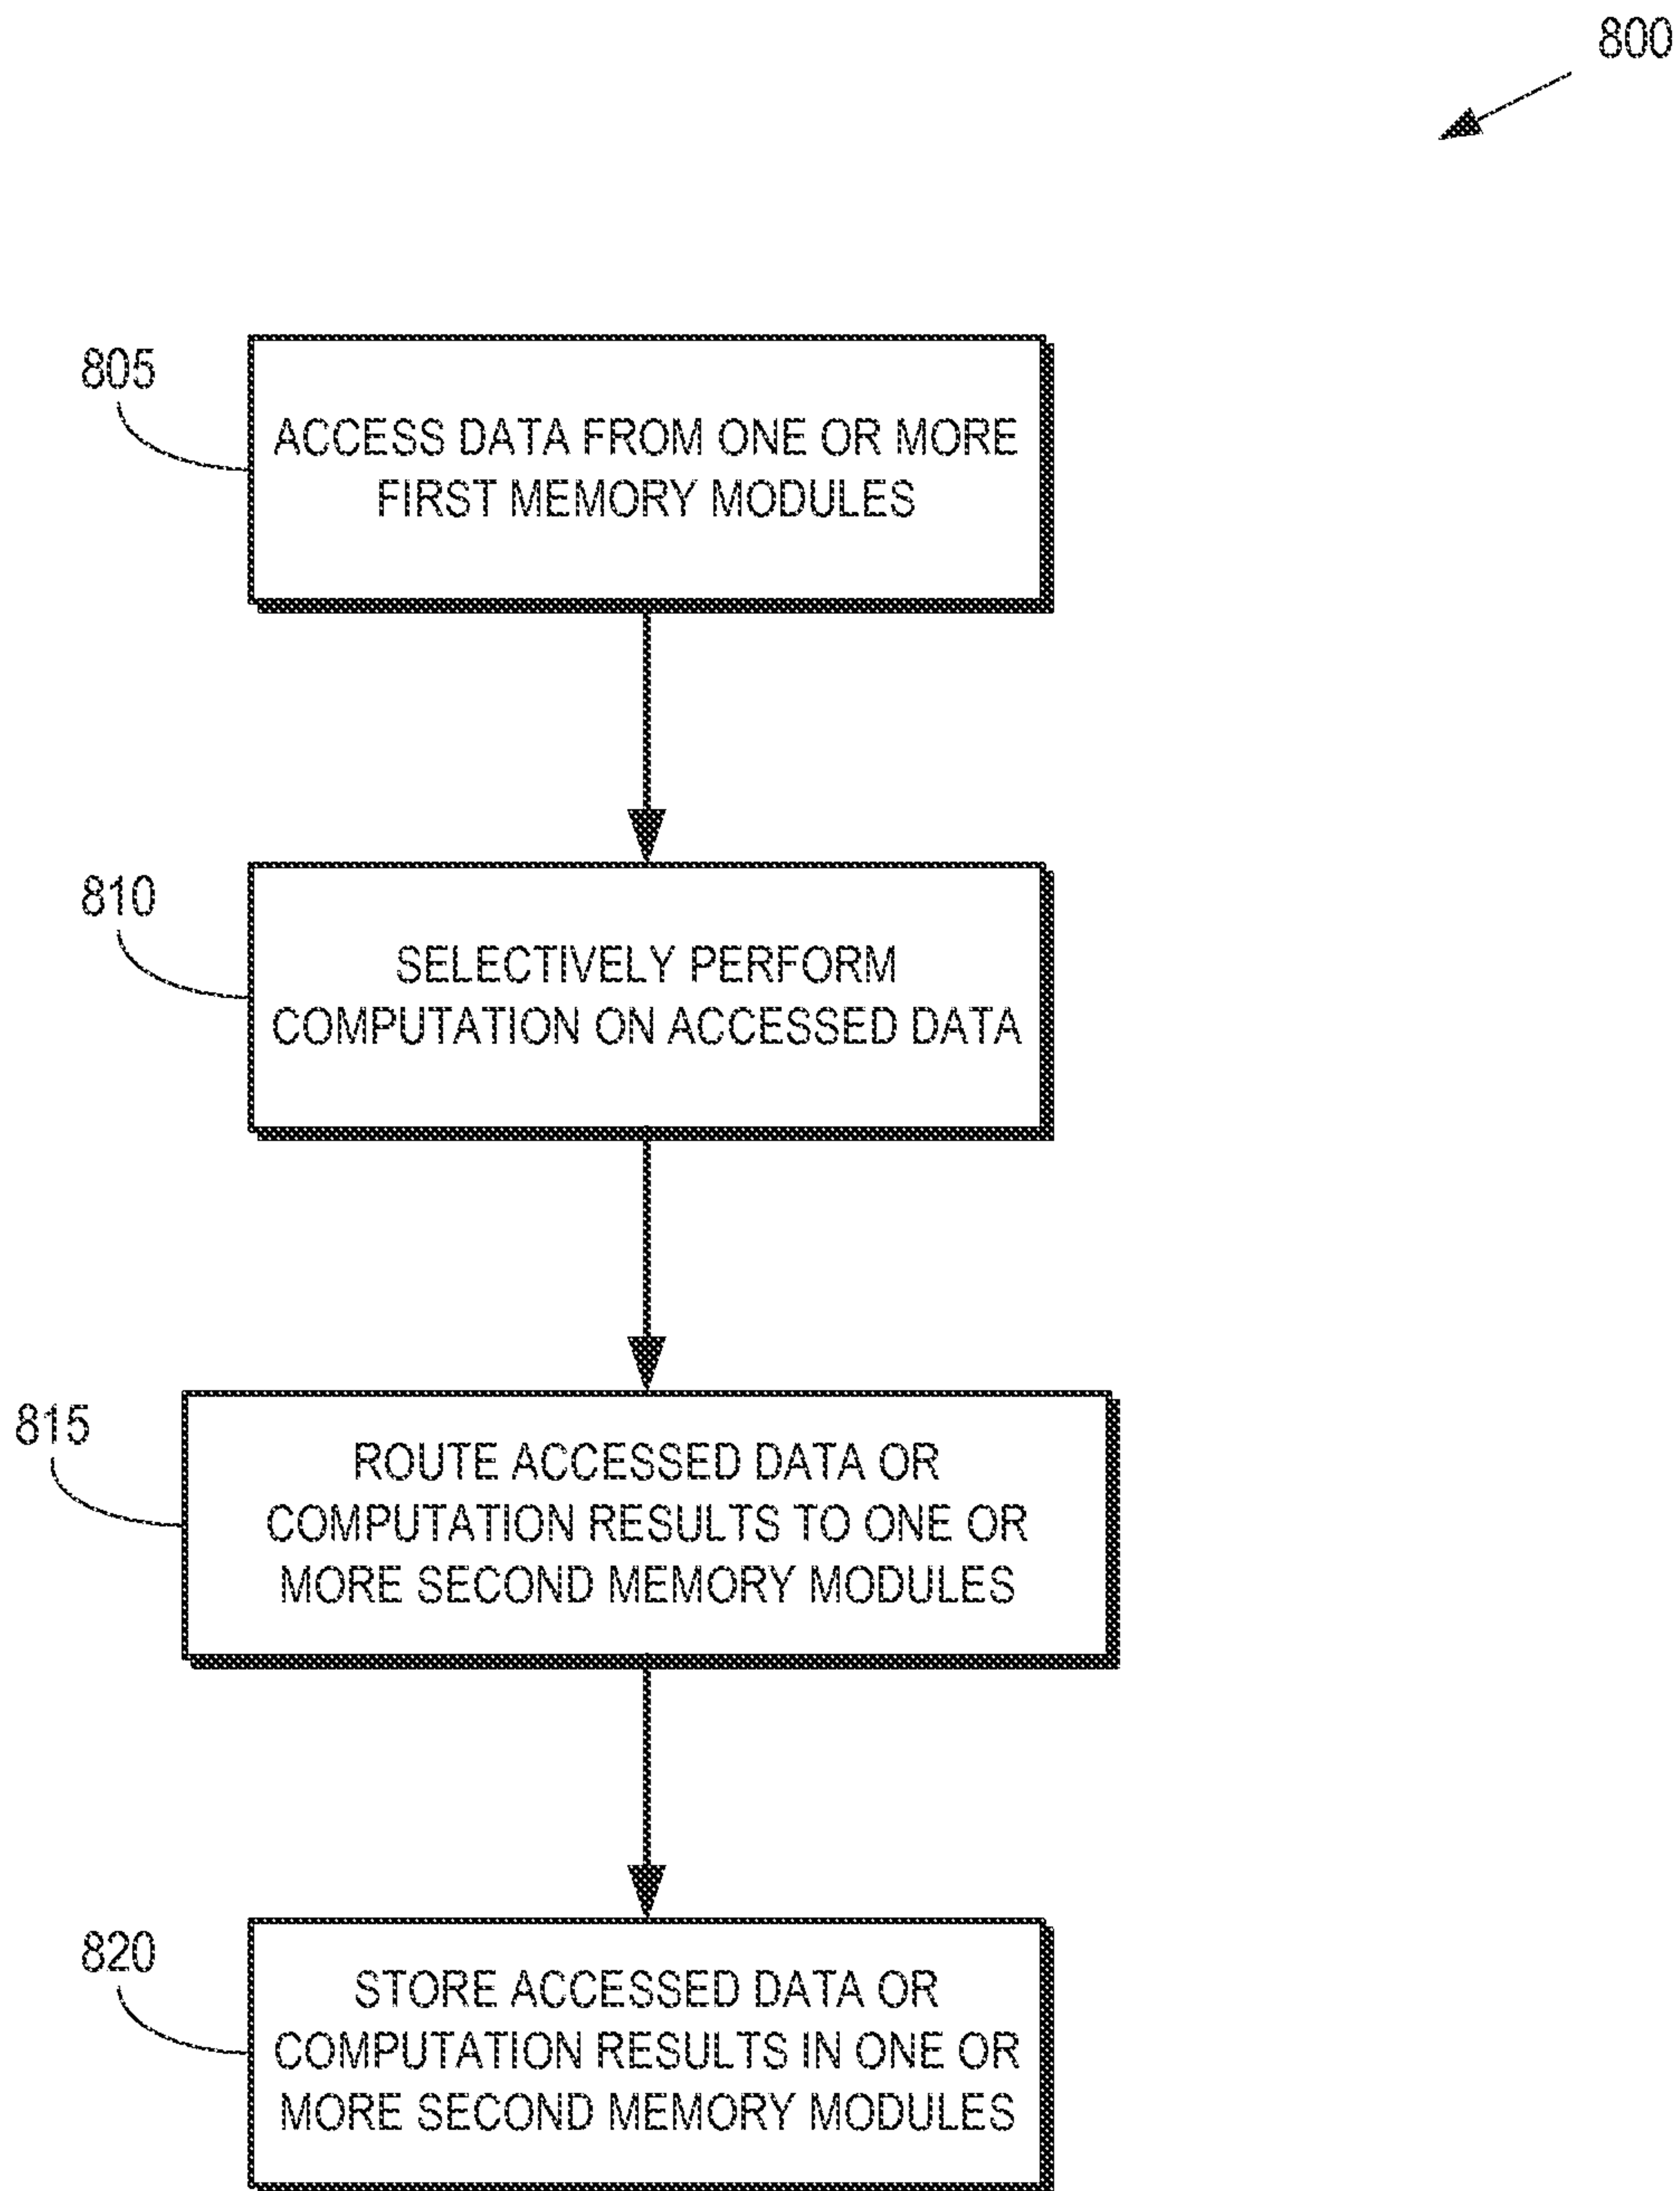 800
805
ACCESS DATA FROM ONE OR MORE
FIRST MEMORY MODULES
810
SELECTIVELY PERFORM
COMPUTATION ON ACCESSED DATA
815
ROUTE ACCESSED DATA OR
COMPUTATION RESULTS TO ONE OR
MORE SECOND MEMORY MODULES
820
STORE ACCESSED DATA OR
COMPUTATION RESULTS IN ONE OR
MORE SECOND MEMORY MODULES